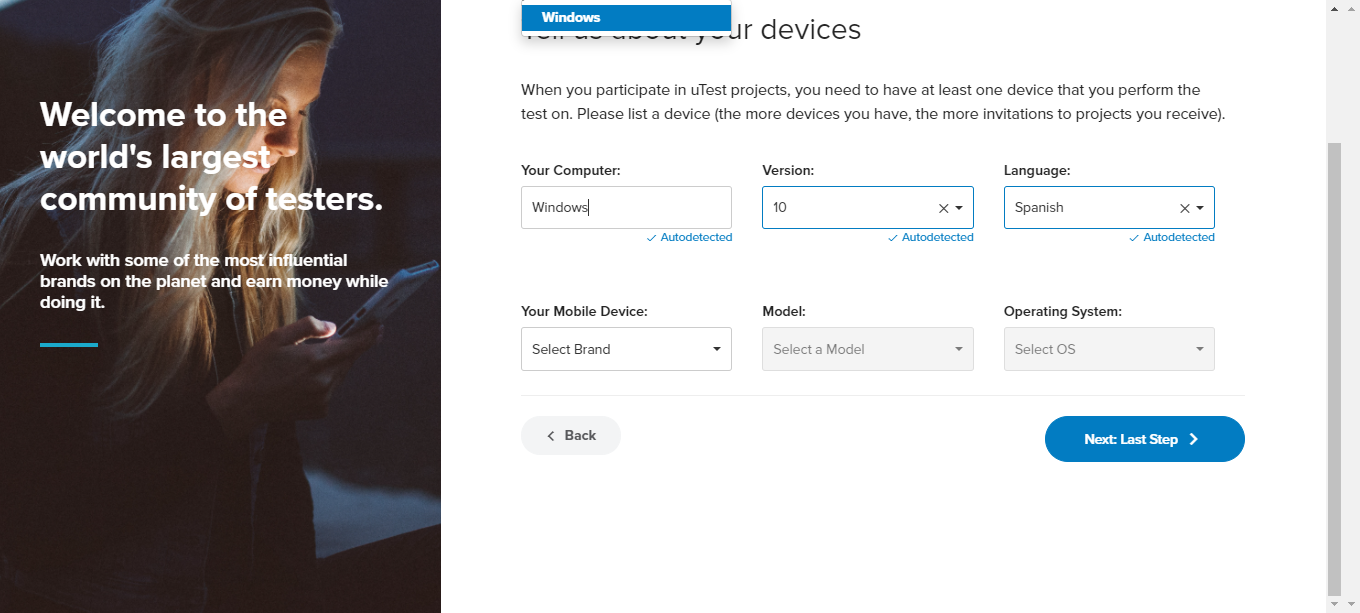 Welcome to the
world's largest
community of testers.
Work with some of the most influential
brands on the planet and earn money while
doing it.
Windows
Tell us about your devices
When you participate in uTest projects, you need to have at least one device that you perform the
test on. Please list a device (the more devices you have, the more invitations to projects you receive).
Your Computer: Version: Language:
Windows 10 Spanish
Autodetected Autodetected Autodetected
Your Mobile Device: Model: Operating System:
Select Brand Select a Model Select OS
Back Next: Last Step